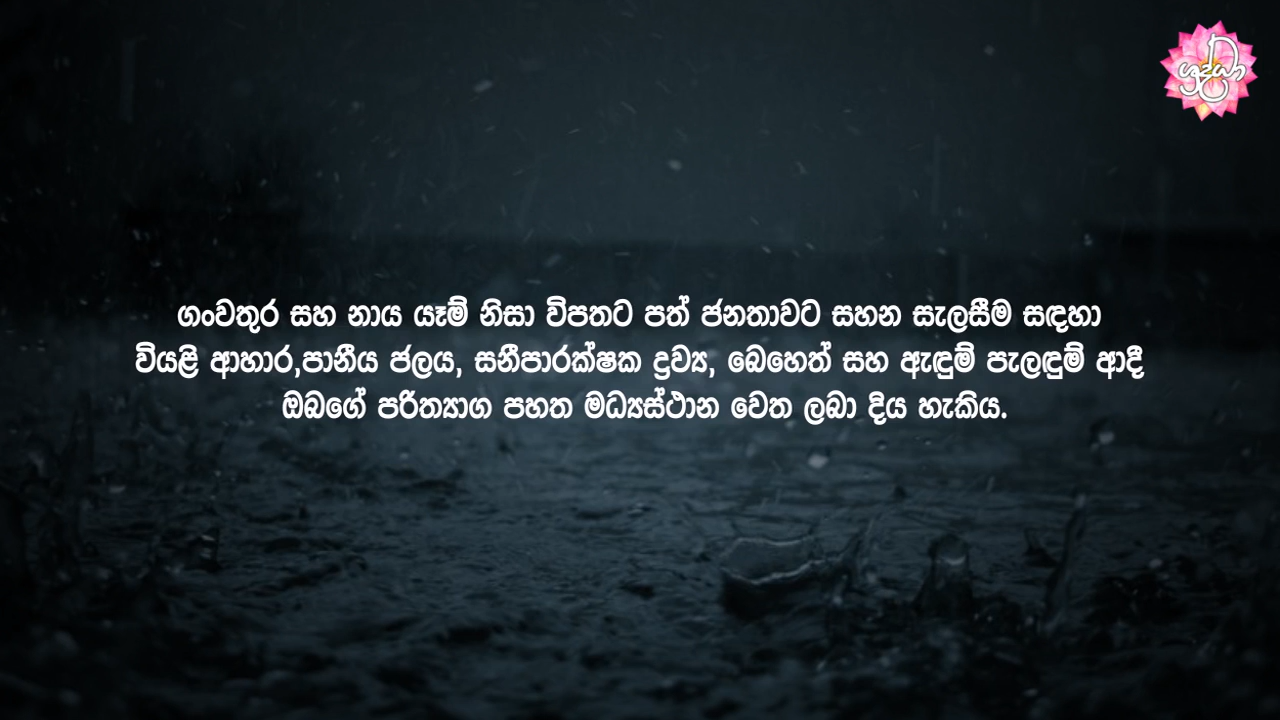 ශ්‍රද්ධා
ගංවතුර සහ නාය යෑම් නිසා විපතට පත් ජනතාවට සහන සැලසීම සඳහා
වියළි ආහාර,පානීය ජලය, සනීපාරක්ෂක ද්‍රව්‍ය, බෙහෙත් සහ ඇඳුම් පැලඳුම් ආදී
ඔබගේ පරිත්‍යාග පහත මධ්‍යස්ථාන වෙත ලබා දිය හැකිය.